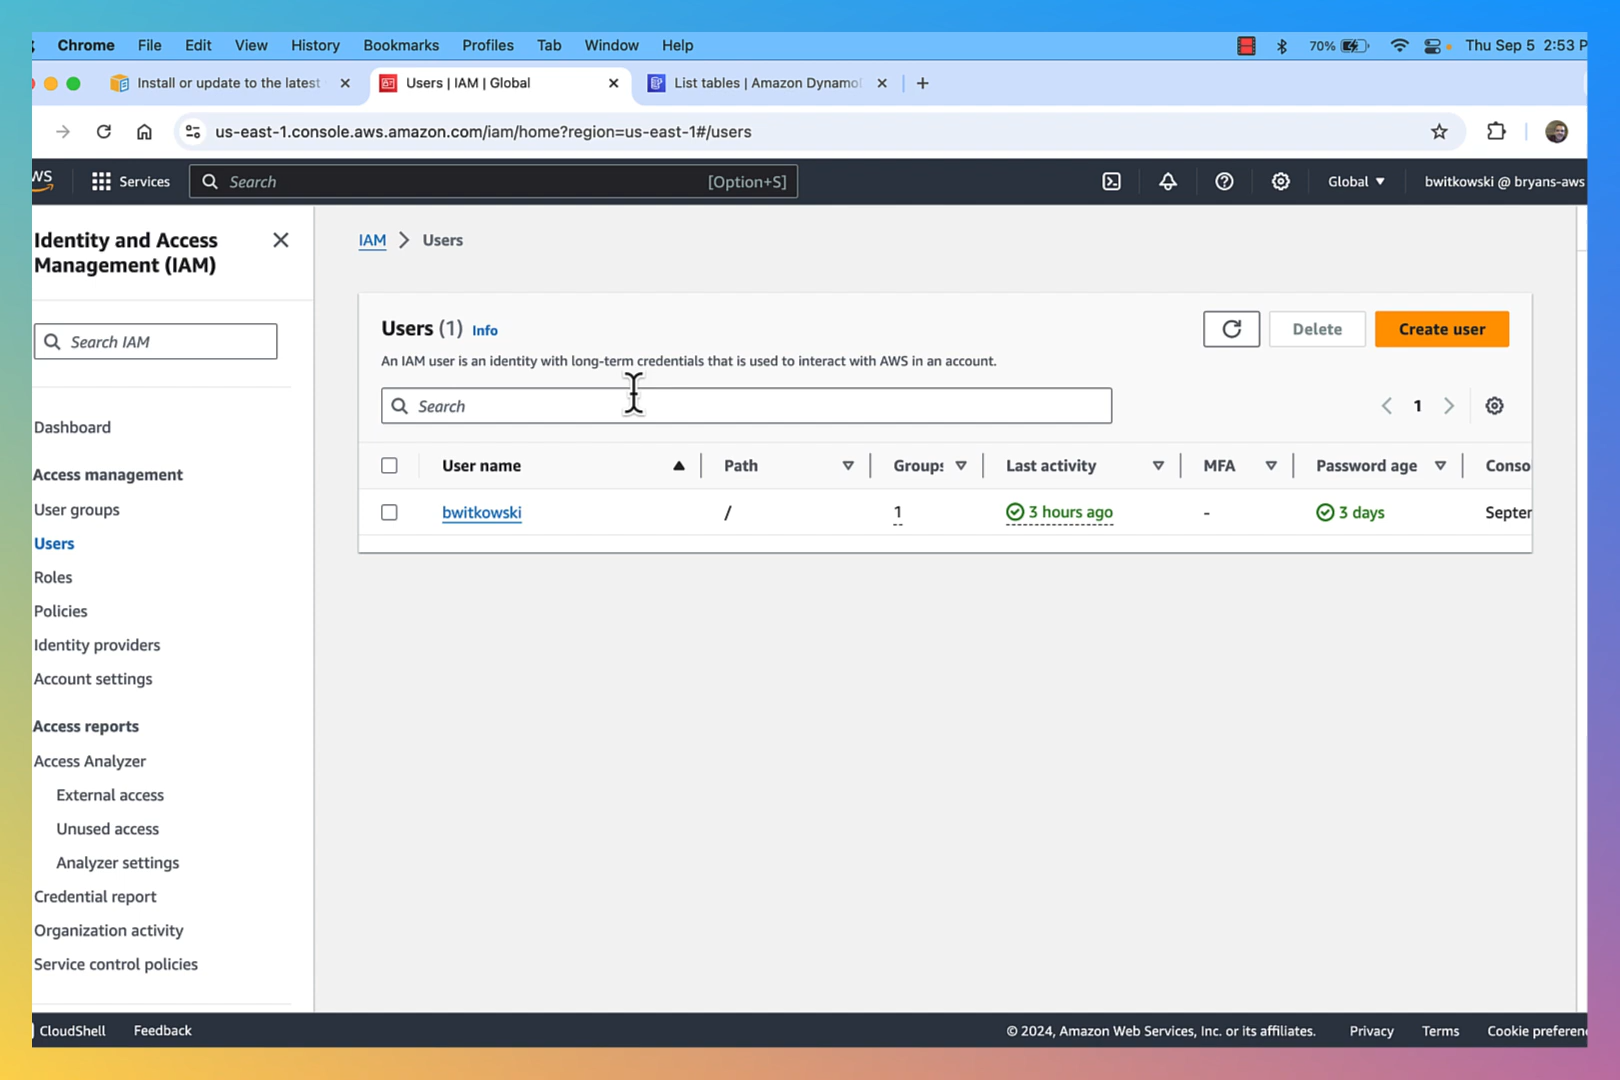 Chrome File Edit View History Bookmarks Profiles Tab Window Help 70% Thu Sep 5 2:53 P
Install or update to the latest Users | IAM | Global List tables | Amazon Dynamo
us-east-1.console.aws.amazon.com/iam/home?region=us-east-1#/users
Services Search [Option+S] Global bwitkowski @ bryans-aws
Identity and Access
Management (IAM)
Search IAM
Dashboard
Access management
User groups
Users
Roles
Policies
Identity providers
Account settings
Access reports
Access Analyzer
External access
Unused access
Analyzer settings
Credential report
Organization activity
Service control policies
IAM > Users
Users (1) Info
Delete Create user
An IAM user is an identity with long-term credentials that is used to interact with AWS in an account.
Search
1
User name Path Groups Last activity MFA Password age Conso
bwitkowski / 1 3 hours ago - 3 days Septer
CloudShell Feedback © 2024, Amazon Web Services, Inc. or its affiliates. Privacy Terms Cookie preferen